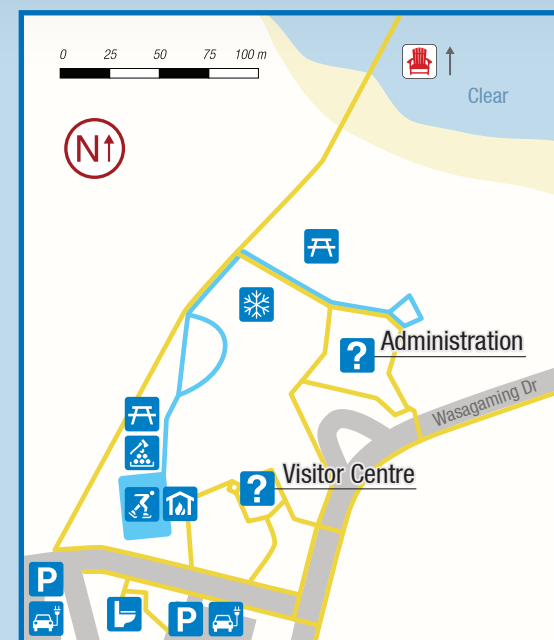 0 25 50 75 100 m
Clear
N
?
Administration
Wasagaming Dr
?
Visitor Centre
P
P